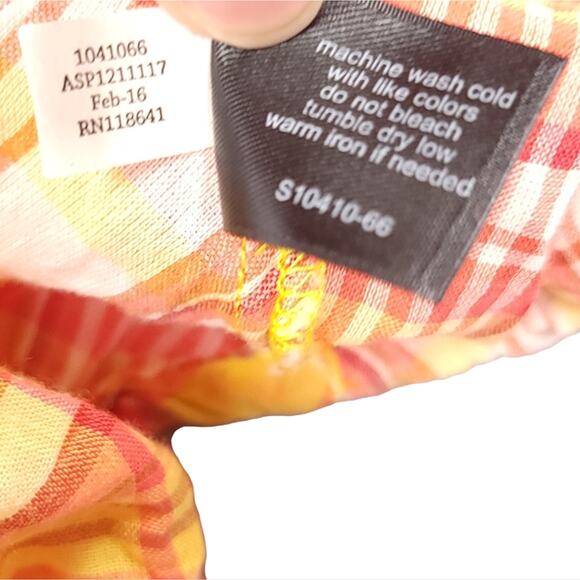 1041066
ASP1211117
Feb-16
RN118641
machine wash cold
with like colors
do not bleach
tumble dry low
warm iron if needed
S10410-66